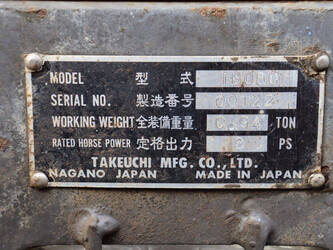 MODEL 型式
SERIAL NO. 製造番号
WORKING WEIGHT 全装備重量 TON
RATED HORSE POWER 定格出力 PS
TAKEUCHI MFG. CO., LTD.
NAGANO JAPAN MADE IN JAPAN